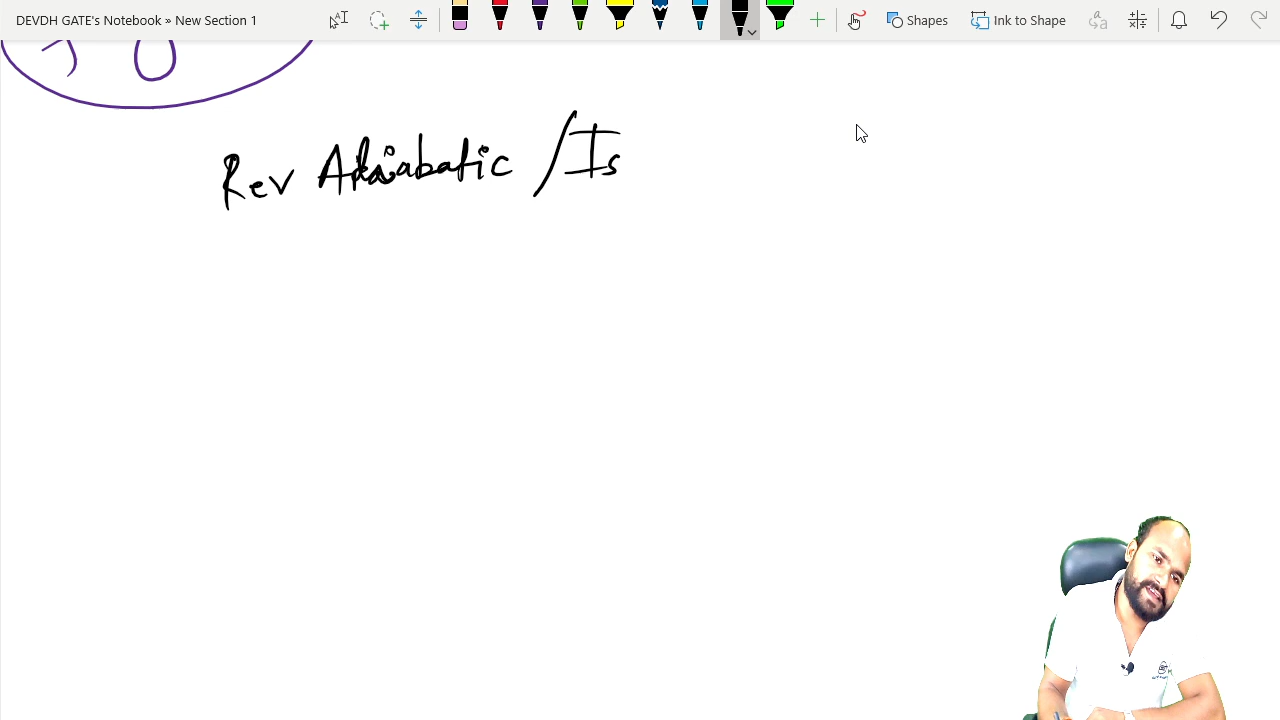 DEVDH GATE's Notebook » New Section 1
Shapes
Ink to Shape
Rev Adiabatic / Is